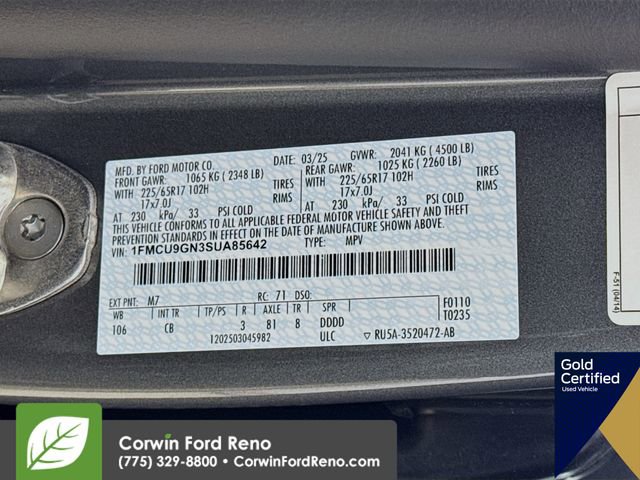 MFD. BY FORD MOTOR CO. 03/25 GVWR: 2041 KG ( 4500 LB)
FRONT GAWR: 1065 KG ( 2348 LB) REAR GAWR: 1025 KG ( 2260 LB)
WITH WITH
225/65R17 102H TIRES 225/65R17 102H TIRES
17x7.0J RIMS 17x7.0J RIMS
AT 230 kPa/ 33 PSI COLD AT 230 kPa/ 33 PSI COLD
THIS VEHICLE CONFORMS TO ALL APPLICABLE FEDERAL MOTOR VEHICLE SAFETY AND THEFT
PREVENTION STANDARDS IN EFFECT ON THE DATE OF MANUFACTURE SHOWN ABOVE.
1FMCU9GN3SUA85642 TYPE: MPV
EXT PNT: M7 RC: 71 DSO: F0110
WB INT TR TP/PS R AXLE TR SPR T0235
106 CB 3 81 8 DDDD
1202503045982 ULC RU5A-3520472-AB
F-51(04/14)
Gold
Certified
Used Vehicle
Corwin Ford Reno
(775) 329-8800 • CorwinFordReno.com